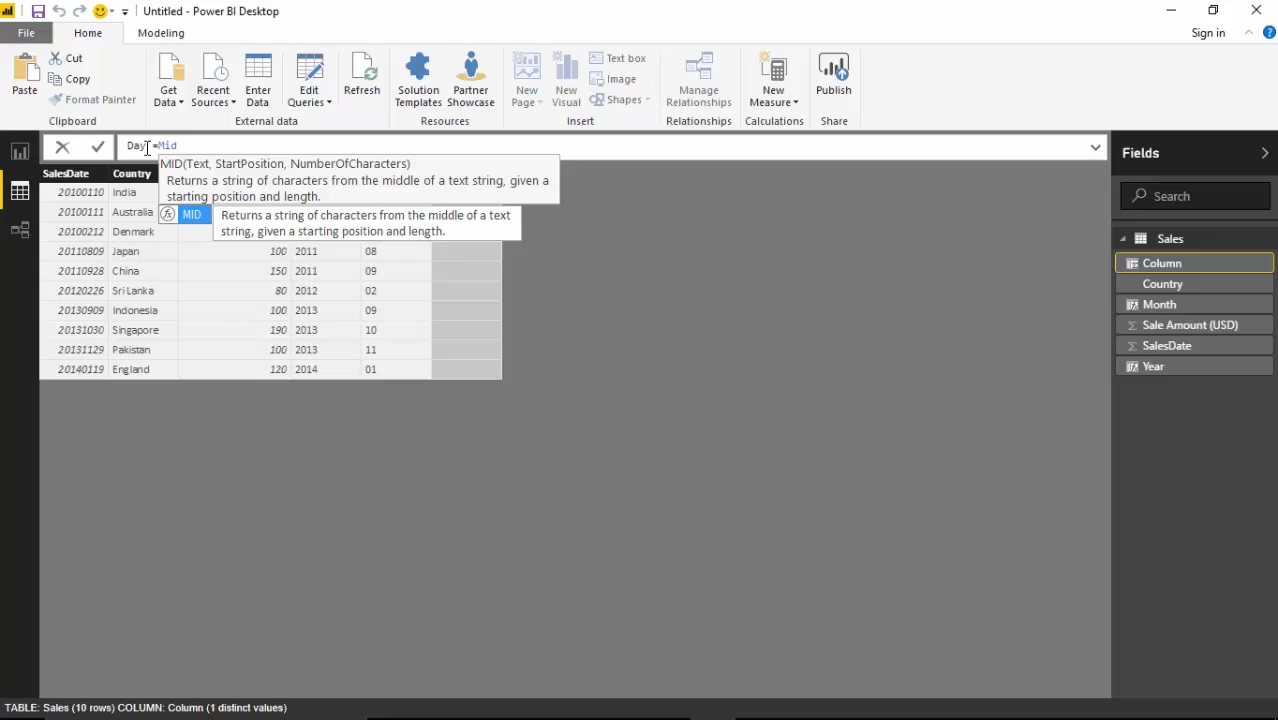 Untitled - Power BI Desktop
File
Home
Modeling
Sign in
Paste
Cut
Copy
Format Painter
Clipboard
Get Data
Recent Sources
Enter Data
Edit Queries
External data
Refresh
Solution Templates
Partner Showcase
Resources
New Page
New Visual
Text box
Image
Shapes
Insert
Manage Relationships
Relationships
New Measure
Calculations
Publish
Share
Day =Mid
MID(Text, StartPosition, NumberOfCharacters)
Returns a string of characters from the middle of a text string, given a
starting position and length.
MID
Returns a string of characters from the middle of a text
string, given a starting position and length.
SalesDate Country
20100110 India
20100111 Australia
20100212 Denmark
20110809 Japan 100 2011 08
20110928 China 150 2011 09
20120226 Sri Lanka 80 2012 02
20130909 Indonesia 100 2013 09
20131030 Singapore 190 2013 10
20131129 Pakistan 100 2013 11
20140119 England 120 2014 01
Fields
Search
Sales
Column
Country
Month
Sale Amount (USD)
SalesDate
Year
TABLE: Sales (10 rows) COLUMN: Column (1 distinct values)